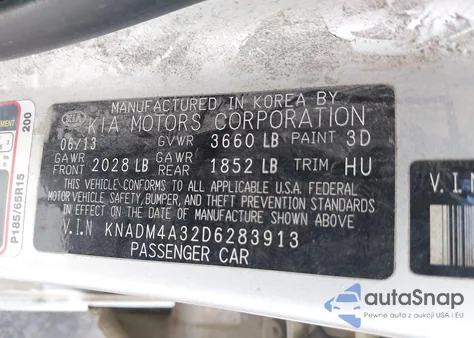 MANUFACTURED IN KOREA BY
KIA KIA MOTORS CORPORATION
06/13 GVWR 3660 LB PAINT 3D
GAWR FRONT 2028 LB GAWR REAR 1852 LB TRIM HU
THIS VEHICLE CONFORMS TO ALL APPLICABLE U.S.A. FEDERAL
MOTOR VEHICLE SAFETY, BUMPER, AND THEFT PREVENTION STANDARDS
IN EFFECT ON THE DATE OF MANUFACTURE SHOWN ABOVE.
V.I.N KNADM4A32D6283913
PASSENGER CAR
P185/65R15
200
V.I.N
autoSnap
Pewne auta z aukcji USA